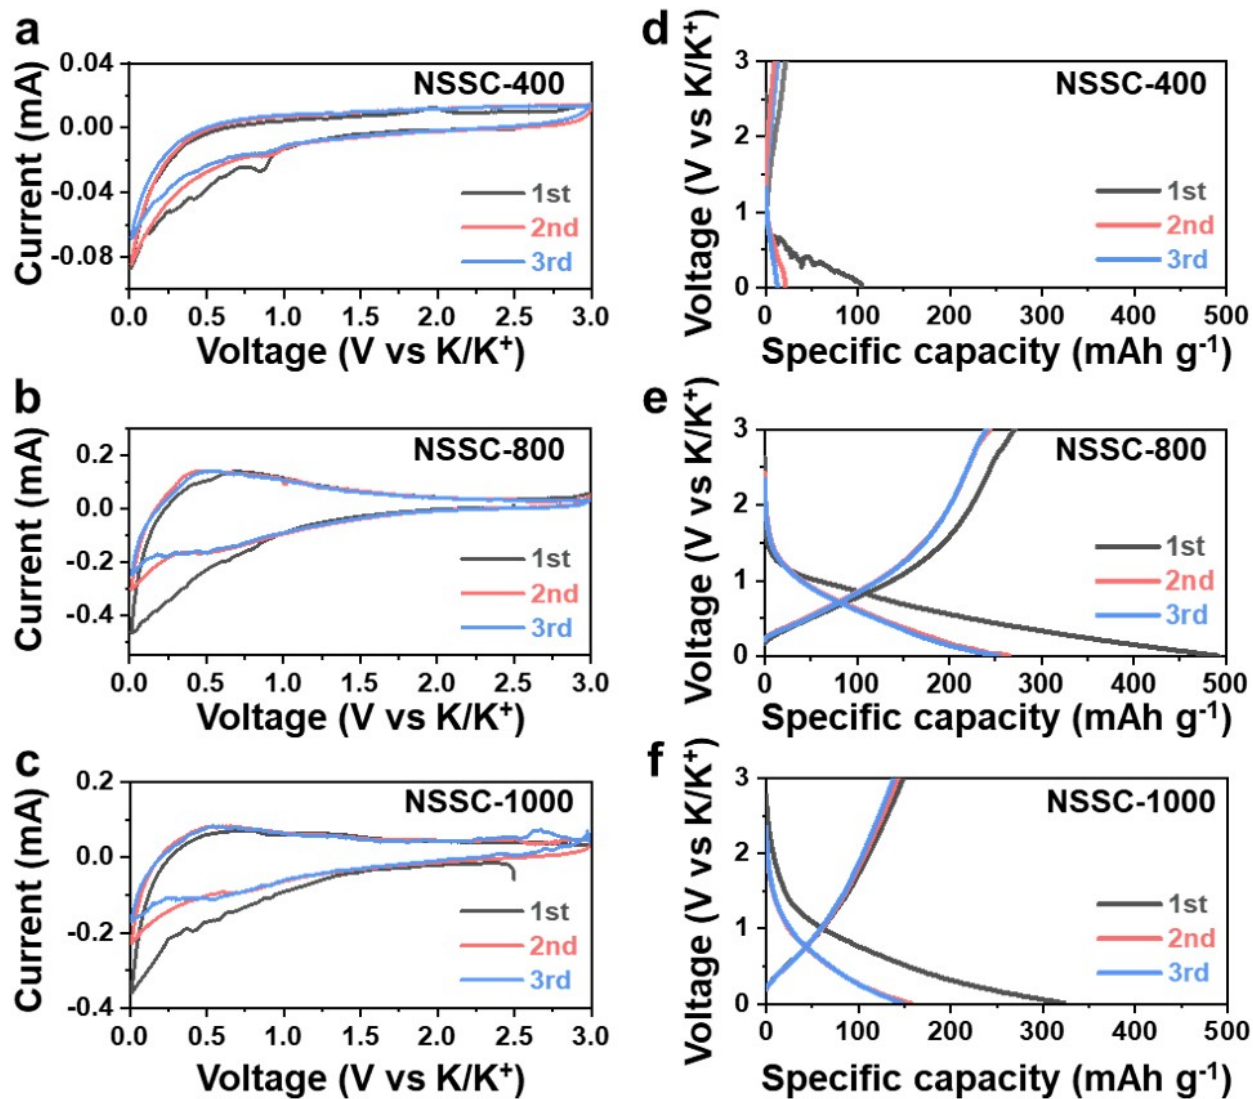 a
NSSC-400
Current (mA)
0.04
0.00
-0.04
-0.08
1st
2nd
3rd
0.0 0.5 1.0 1.5 2.0 2.5 3.0
Voltage (V vs K/K⁺)
d
NSSC-400
Voltage (V vs K/K⁺)
3
2
1
0
1st
2nd
3rd
0 100 200 300 400 500
Specific capacity (mAh g⁻¹)
b
NSSC-800
Current (mA)
0.2
0.0
-0.2
-0.4
1st
2nd
3rd
0.0 0.5 1.0 1.5 2.0 2.5 3.0
Voltage (V vs K/K⁺)
e
NSSC-800
Voltage (V vs K/K⁺)
3
2
1
0
1st
2nd
3rd
0 100 200 300 400 500
Specific capacity (mAh g⁻¹)
c
NSSC-1000
Current (mA)
0.2
0.0
-0.2
-0.4
1st
2nd
3rd
0.0 0.5 1.0 1.5 2.0 2.5 3.0
Voltage (V vs K/K⁺)
f
NSSC-1000
Voltage (V vs K/K⁺)
3
2
1
0
1st
2nd
3rd
0 100 200 300 400 500
Specific capacity (mAh g⁻¹)